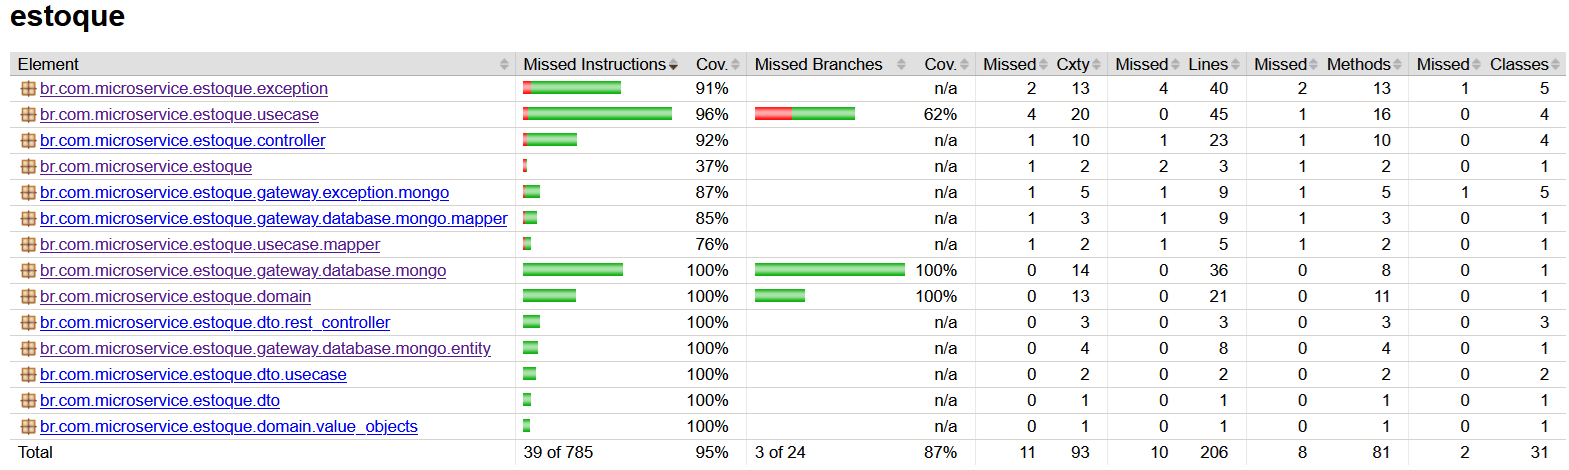 estoque
Element Missed Instructions Cov. Missed Branches Cov. Missed Cxty Missed Lines Missed Methods Missed Classes
br.com.microservice.estoque.exception 91% n/a 2 13 4 40 2 13 1 5
br.com.microservice.estoque.usecase 96% 62% 4 20 0 45 1 16 0 4
br.com.microservice.estoque.controller 92% n/a 1 10 1 23 1 10 0 4
br.com.microservice.estoque 37% n/a 1 2 2 3 1 2 0 1
br.com.microservice.estoque.gateway.exception.mongo 87% n/a 1 5 1 9 1 5 1 5
br.com.microservice.estoque.gateway.database.mongo.mapper 85% n/a 1 3 1 9 1 3 0 1
br.com.microservice.estoque.usecase.mapper 76% n/a 1 2 1 5 1 2 0 1
br.com.microservice.estoque.gateway.database.mongo 100% 100% 0 14 0 36 0 8 0 1
br.com.microservice.estoque.domain 100% 100% 0 13 0 21 0 11 0 1
br.com.microservice.estoque.dto.rest_controller 100% n/a 0 3 0 3 0 3 0 3
br.com.microservice.estoque.gateway.database.mongo.entity 100% n/a 0 4 0 8 0 4 0 1
br.com.microservice.estoque.dto.usecase 100% n/a 0 2 0 2 0 2 0 2
br.com.microservice.estoque.dto 100% n/a 0 1 0 1 0 1 0 1
br.com.microservice.estoque.domain.value_objects 100% n/a 0 1 0 1 0 1 0 1
Total 39 of 785 95% 3 of 24 87% 11 93 10 206 8 81 2 31